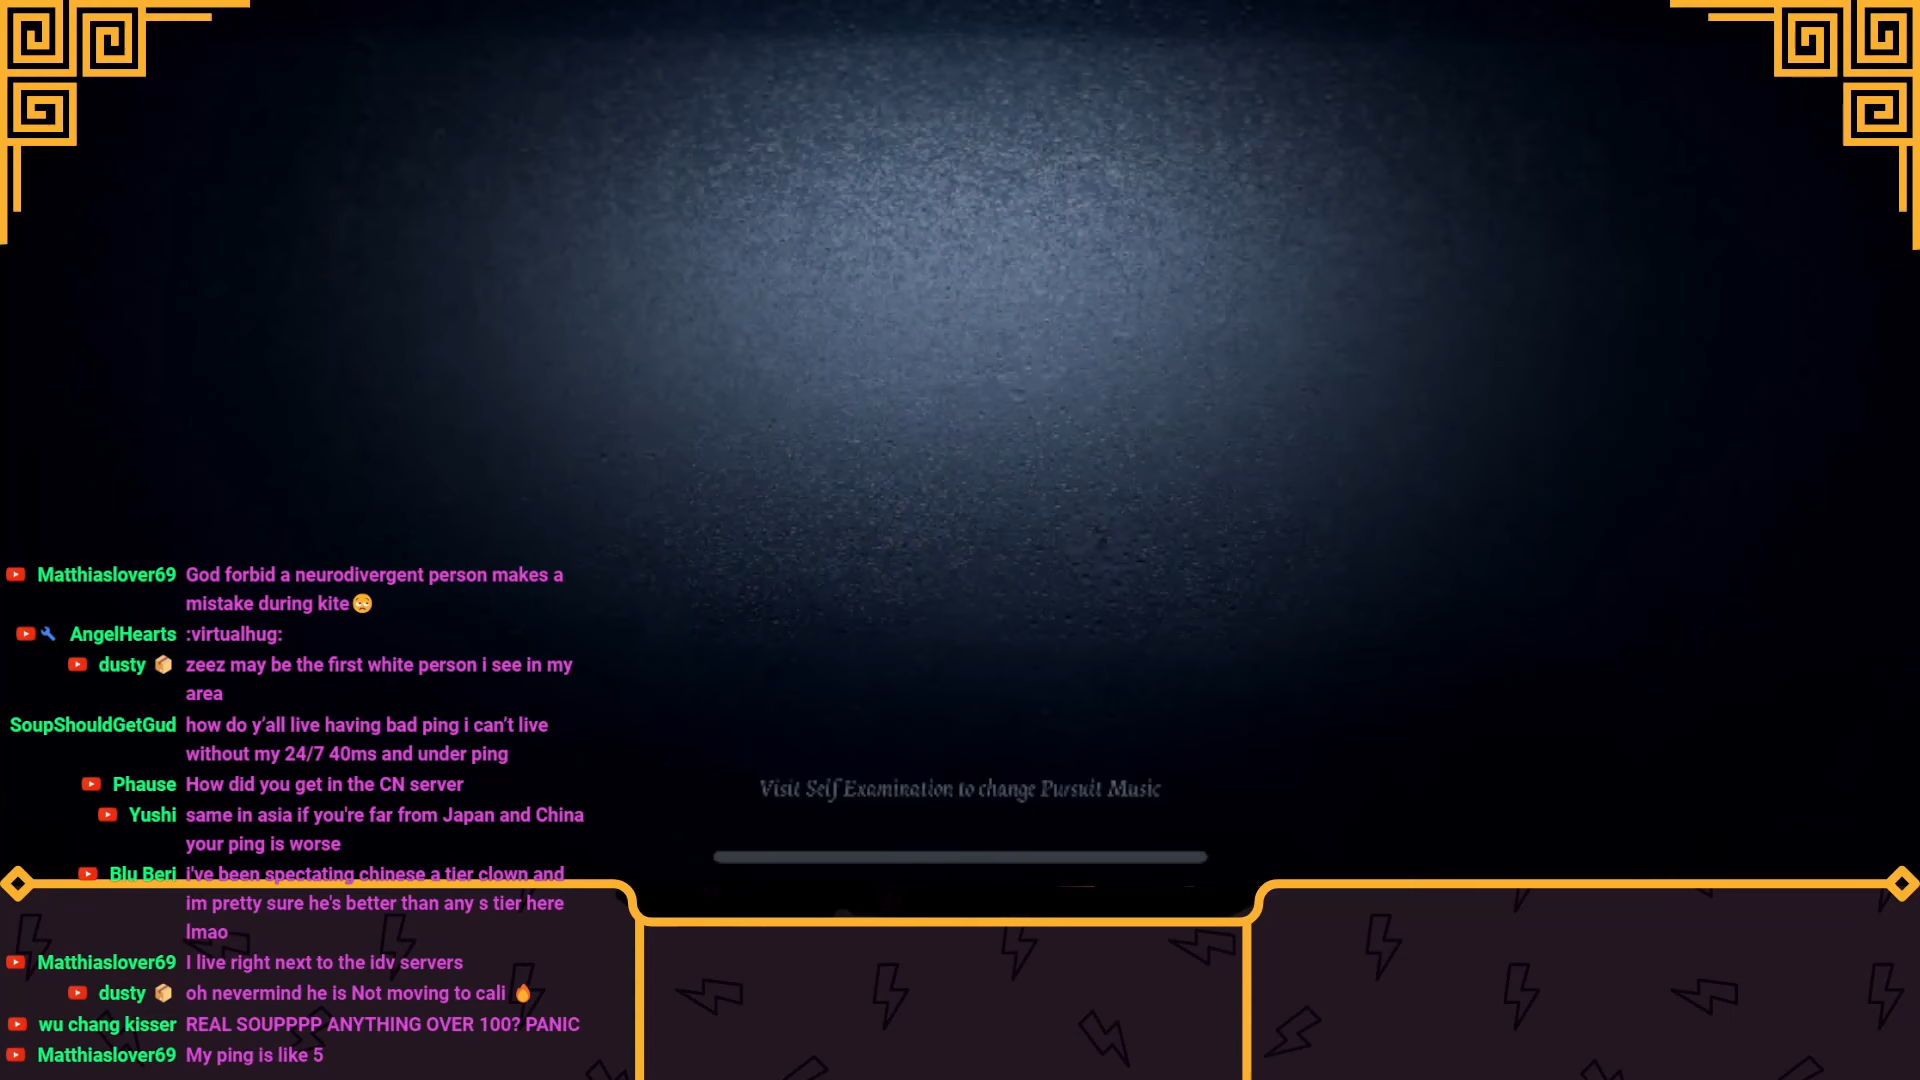 Matthiaslover69 God forbid a neurodivergent person makes a
mistake during kite😳
AngelHearts :virtualhug:
dusty 📦 zeez may be the first white person i see in my
area
SoupShouldGetGud how do y’all live having bad ping i can’t live
without my 24/7 40ms and under ping
Phause How did you get in the CN server
Yushi same in asia if you're far from Japan and China
your ping is worse
Visit Self Examination to change Pursuit Music
Blu Beri i've been spectating chinese a tier clown and
im pretty sure he's better than any s tier here
lmao
Matthiaslover69 I live right next to the idv servers
dusty 📦 oh nevermind he is Not moving to cali 🔥
wu chang kisser REAL SOUPPPP ANYTHING OVER 100? PANIC
Matthiaslover69 My ping is like 5